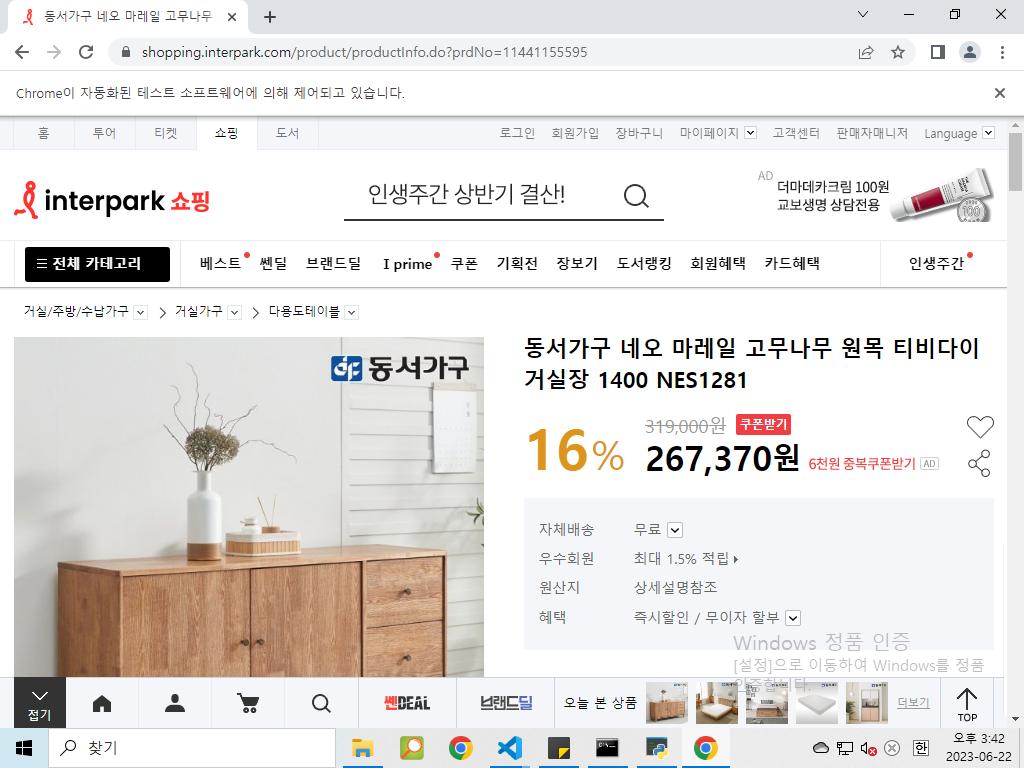 동서가구 네오 마레일 고무나무
shopping.interpark.com/product/productInfo.do?prdNo=11441155595
Chrome이 자동화된 테스트 소프트웨어에 의해 제어되고 있습니다.
홈 투어 티켓 쇼핑 도서 로그인 회원가입 장바구니 마이페이지 고객센터 판매자매니저 Language
interpark 쇼핑
인생주간 상반기 결산!
AD 더마데카크림 100원
교보생명 상담전용
전체 카테고리 베스트 쎈딜 브랜드딜 I prime 쿠폰 기획전 장보기 도서랭킹 회원혜택 카드혜택 인생주간
거실/주방/수납가구 > 거실가구 > 다용도테이블
동서가구
동서가구 네오 마레일 고무나무 원목 티비다이
거실장 1400 NES1281
16% 319,000원 쿠폰받기
267,370원 6천원 중복쿠폰받기 AD
자체배송 무료
우수회원 최대 1.5% 적립
원산지 상세설명참조
혜택 즉시할인 / 무이자 할부
Windows 정품 인증
[설정]으로 이동하여 Windows를 정품
인증합니다.
접기 쎈DEAL 브랜드딜 오늘 본 상품 더보기 TOP
찾기
한
오후 3:42
2023-06-22